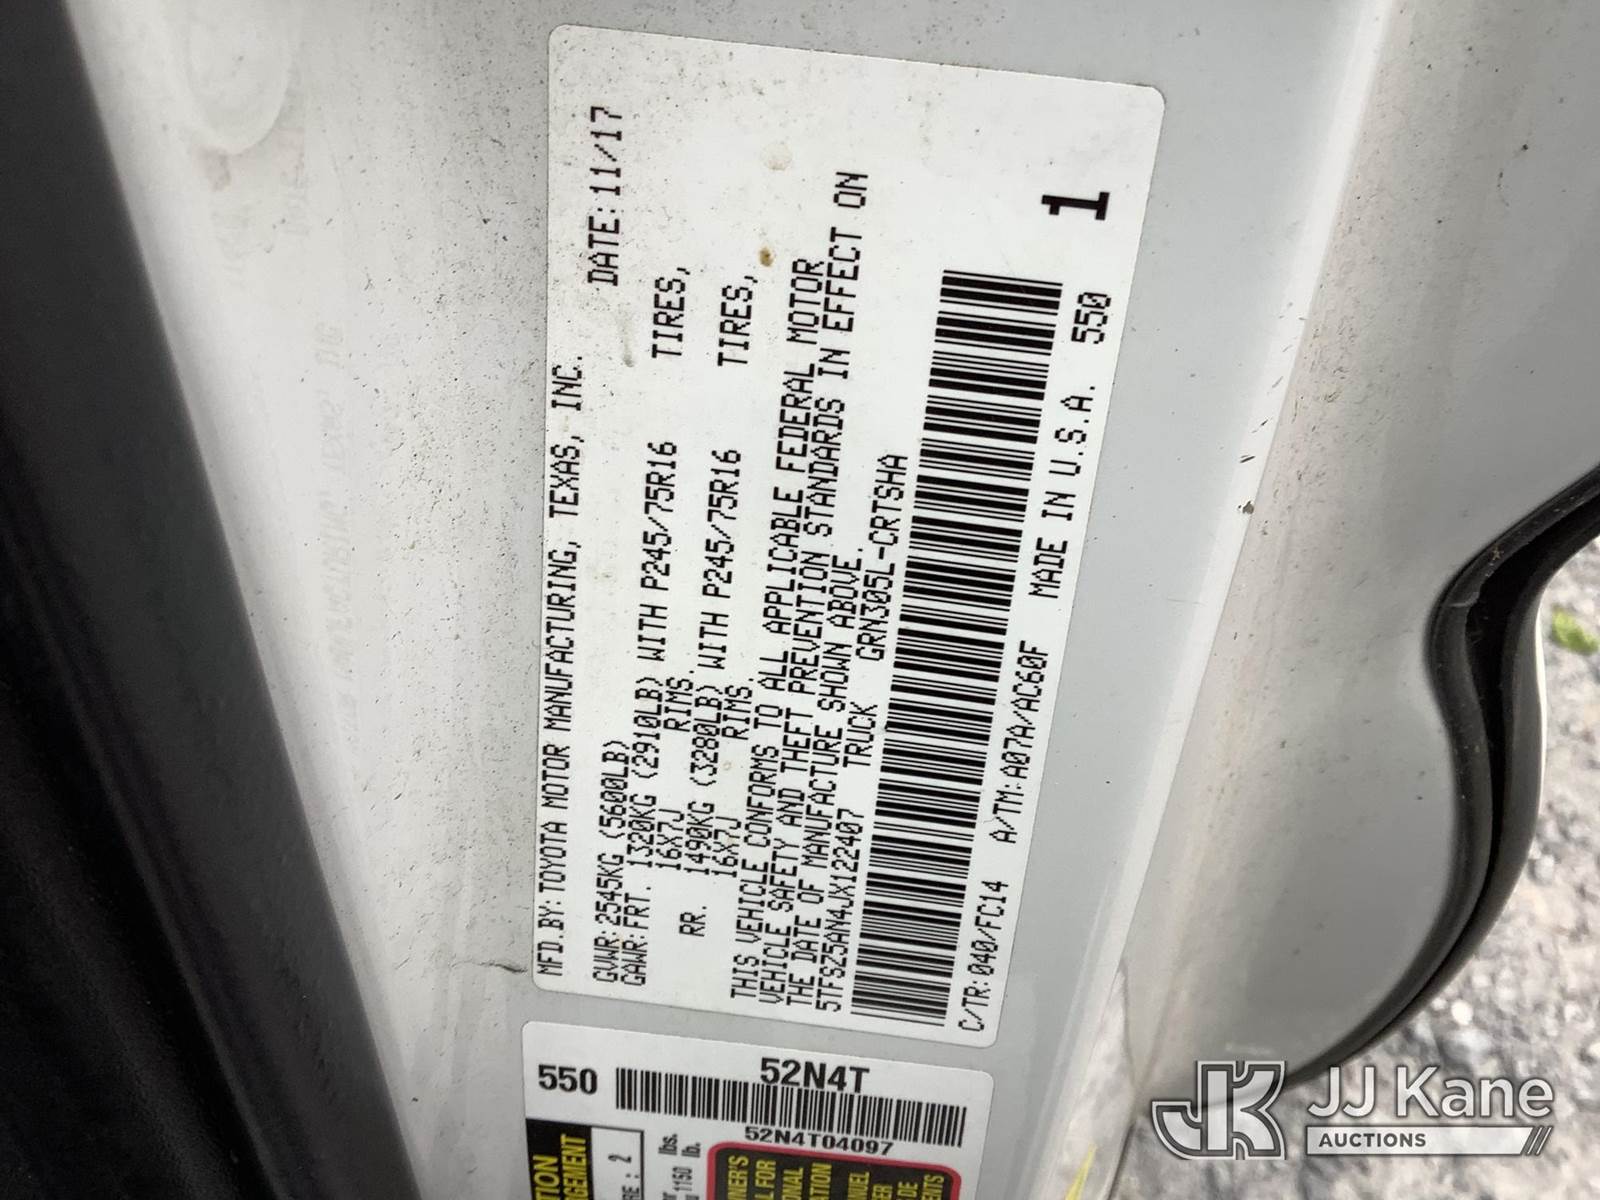 MFD.BY: TOYOTA MOTOR MANUFACTURING, TEXAS, INC.
DATE: 11/17
GVWR: 2545KG (5600LB)
GAWR: FRT. 1320KG (2910LB) WITH P245/75R16 TIRES,
16X7J RIMS,
RR. 1490KG (3280LB) WITH P245/75R16 TIRES,
16X7J RIMS.
THIS VEHICLE CONFORMS TO ALL APPLICABLE FEDERAL MOTOR
VEHICLE SAFETY AND THEFT PREVENTION STANDARDS IN EFFECT ON
THE DATE OF MANUFACTURE SHOWN ABOVE.
5TFSZ5AN4JX122407 TRUCK GRN305L-CRTSHA
C/TR: 040/FC14 A/TM: A07A/AC60F MADE IN U.S.A. 550
1
550 52N4T
52N4T04097
JJ Kane
AUCTIONS